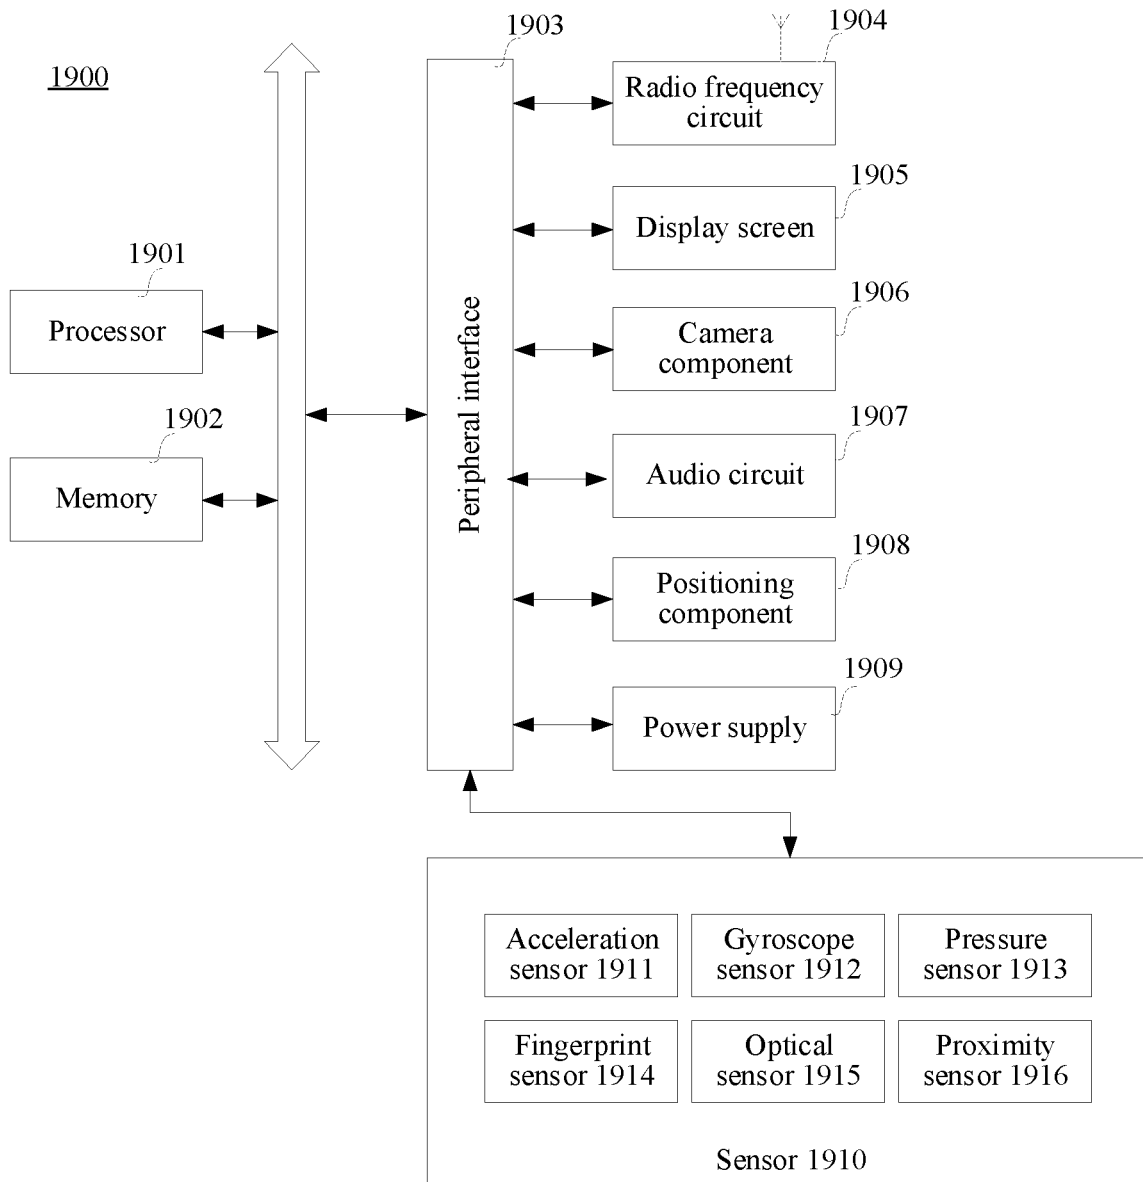 1900
1903
1904
Radio frequency
circuit
1905
Display screen
1901
Processor
1906
Camera
component
1902
Memory
Peripheral interface
1907
Audio circuit
1908
Positioning
component
1909
Power supply
Acceleration
sensor 1911
Gyroscope
sensor 1912
Pressure
sensor 1913
Fingerprint
sensor 1914
Optical
sensor 1915
Proximity
sensor 1916
Sensor 1910